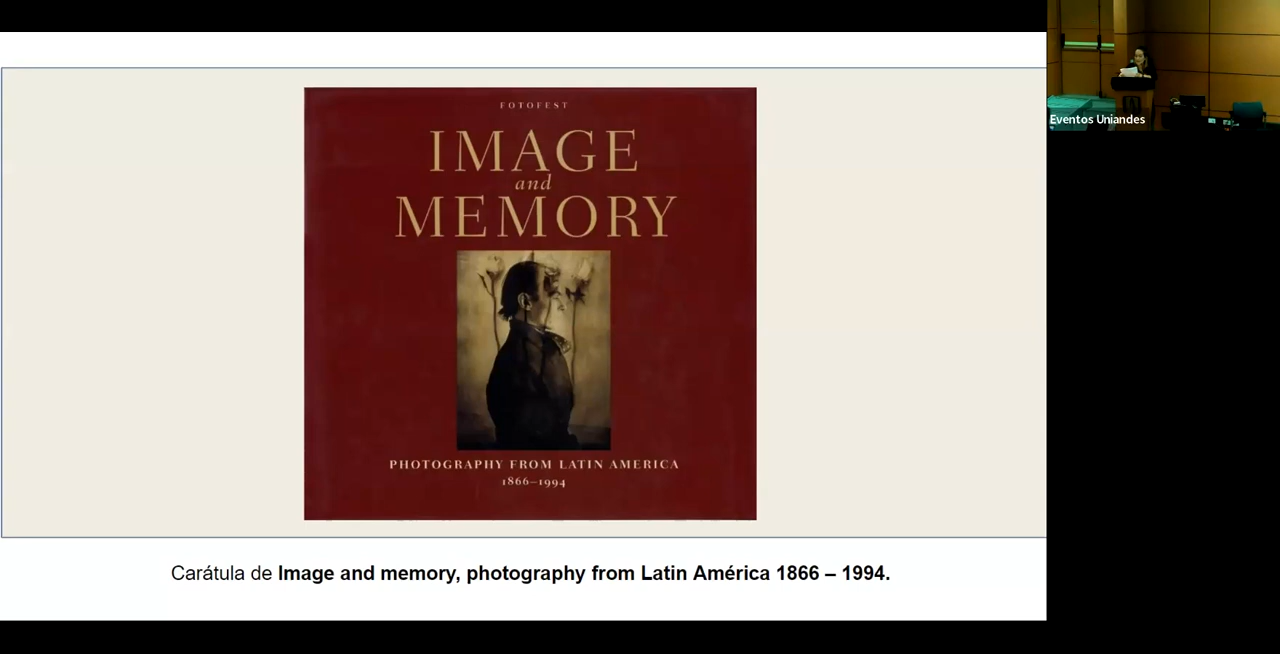 FOTOFEST
IMAGE
and
MEMORY
PHOTOGRAPHY FROM LATIN AMERICA
1866–1994
Carátula de Image and memory, photography from Latin América 1866 – 1994.
Eventos Uniandes